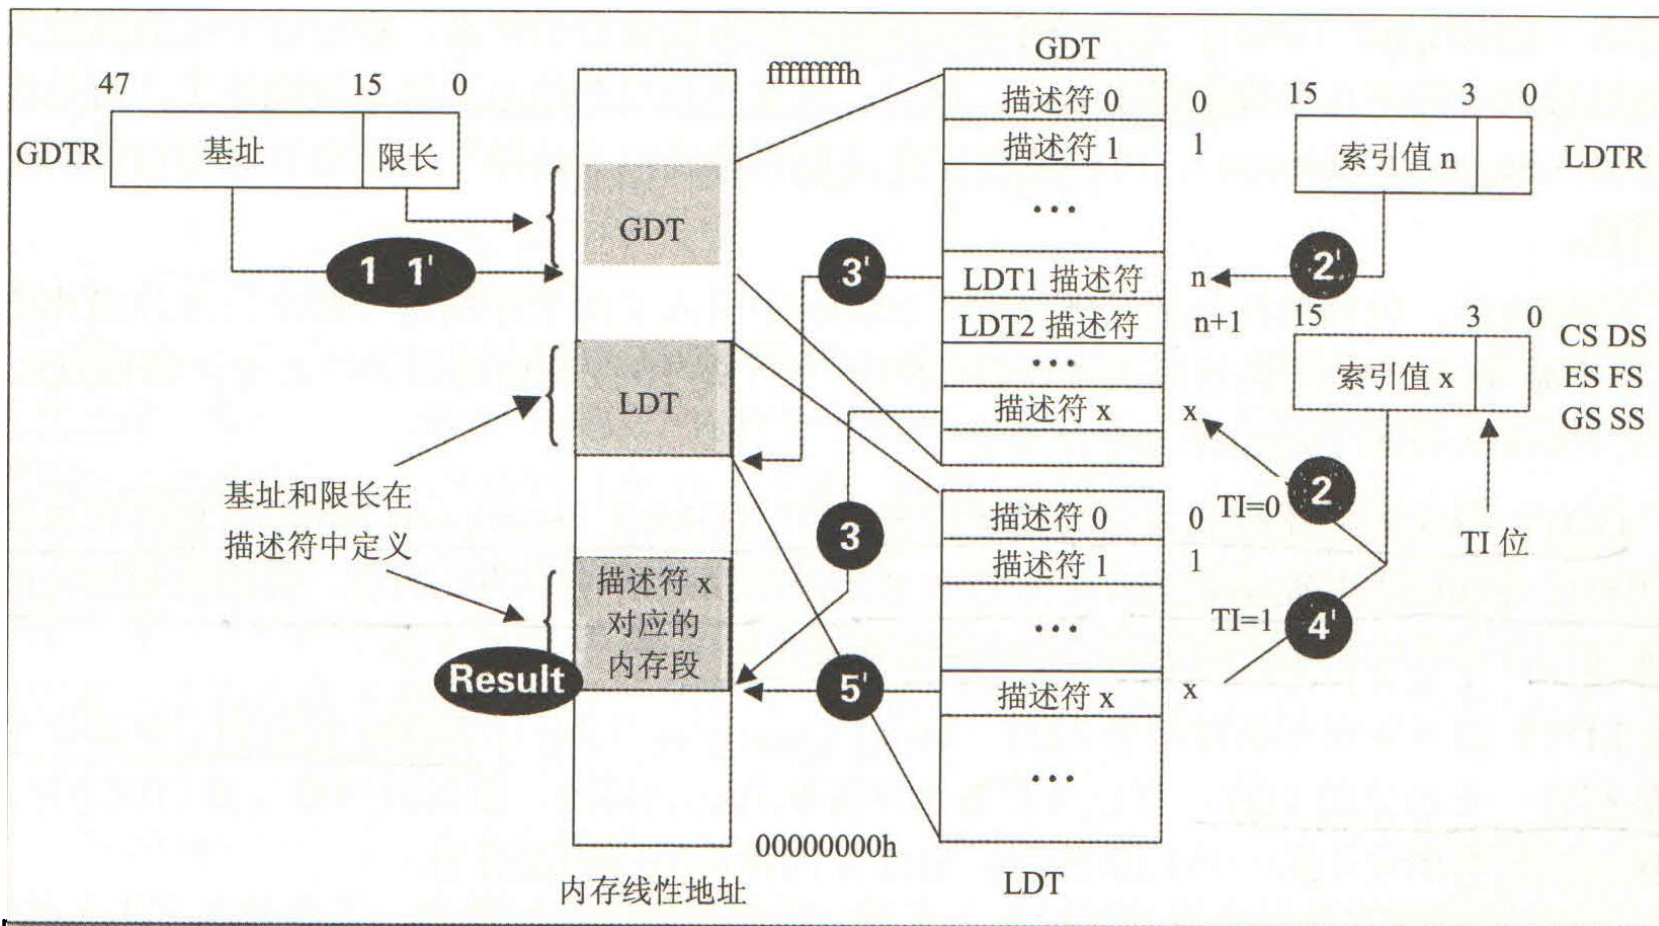 GDT
47 15 0
ffffffffh
描述符 0 0
15 3 0
GDTR 基址 限长
描述符 1 1
索引值 n LDTR
···
GDT
1 1'
3'
LDT1 描述符 n
2'
LDT2 描述符 n+1
15 3 0
CS DS
···
索引值 x ES FS
LDT
描述符 x x
GS SS
基址和限长在
描述符中定义
2
TI=0
描述符 0 0
3
TI 位
描述符 1 1
描述符 x
对应的
内存段
···
TI=1
4'
Result
5'
描述符 x x
···
00000000h
内存线性地址
LDT